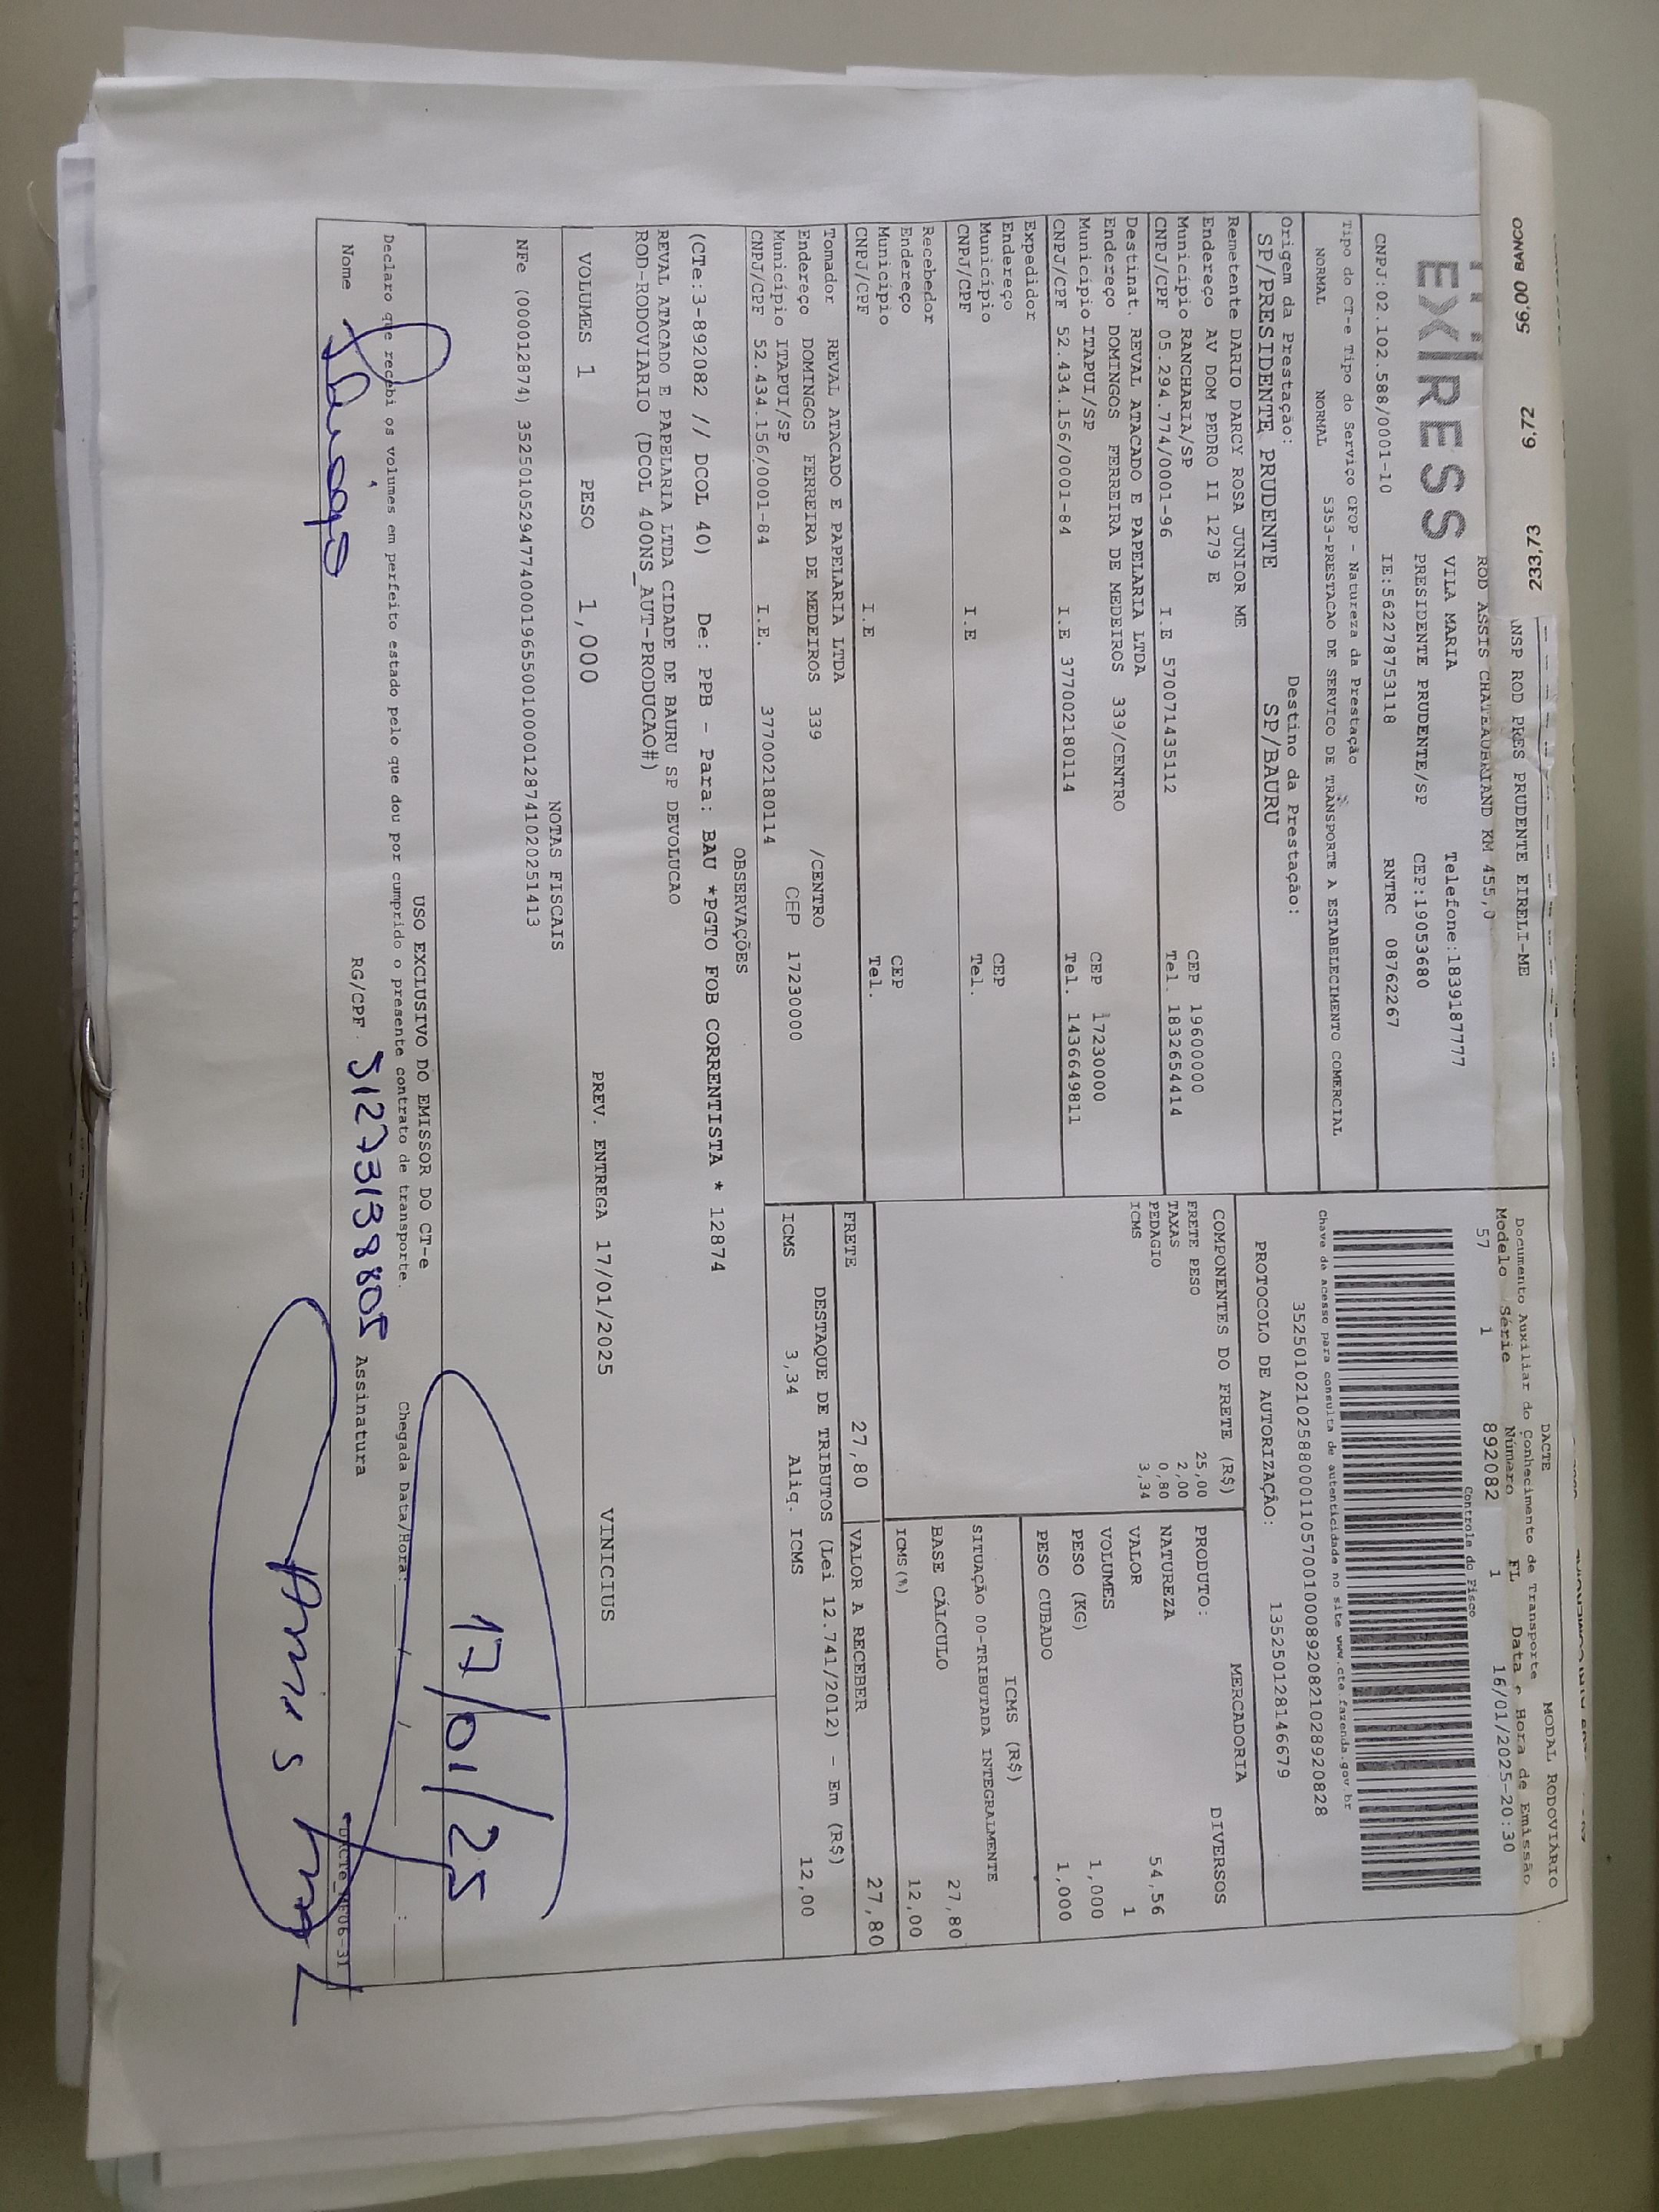 56,00 BANCO 6,72 233,73
NSP ROD PRES PRUDENTE EIRELI-ME
EXPRESS
ROD ASSIS CHATEAUBRIAND KM 455,0
VILA MARIA Telefone:1839187777
PRESIDENTE PRUDENTE/SP CEP:19053680
CNPJ:02.102.588/0001-10 IE:562278753118 RNTRC 08762267
DACTE MODAL RODOVIÁRIO
Documento Auxiliar do Conhecimento de Transporte
Modelo Série Número FL Data e Hora de Emissão
57 1 892082 1 16/01/2025-20:30
Controle do Fisco
Chave de acesso para consulta de autenticidade no site www.cte.fazenda.gov.br
35250102102588000110570010008920821028920828
PROTOCOLO DE AUTORIZAÇÃO: 135250128146679
Tipo do CT-e Tipo do Serviço CFOP - Natureza da Prestação
NORMAL NORMAL 5353-PRESTACAO DE SERVICO DE TRANSPORTE A ESTABELECIMENTO COMERCIAL
Origem da Prestação: Destino da Prestação:
SP/PRESIDENTE PRUDENTE SP/BAURU
Remetente DARIO DARCY ROSA JUNIOR ME
Endereço AV DOM PEDRO II 1279 E
Município RANCHARIA/SP CEP 19600000
CNPJ/CPF 05.294.774/0001-96 I.E 570071435112 Tel. 1832654414
Destinat. REVAL ATACADO E PAPELARIA LTDA
Endereço DOMINGOS FERREIRA DE MEDEIROS 339/CENTRO
Município ITAPUI/SP CEP 17230000
CNPJ/CPF 52.434.156/0001-84 I.E 377002180114 Tel. 1436649811
Expedidor
Endereço
Município CEP
CNPJ/CPF I.E Tel.
Recebedor
Endereço
Município CEP
CNPJ/CPF I.E Tel.
Tomador REVAL ATACADO E PAPELARIA LTDA
Endereço DOMINGOS FERREIRA DE MEDEIROS 339 /CENTRO
Município ITAPUI/SP CEP 17230000
CNPJ/CPF 52.434.156/0001-84 I.E. 377002180114
COMPONENTES DO FRETE (R$)
FRETE PESO 25,00
TAXAS 2,00
PEDAGIO 0,80
ICMS 3,34
MERCADORIA
PRODUTO: DIVERSOS
NATUREZA
VALOR 54,56
VOLUMES 1
PESO (KG) 1,000
PESO CUBADO 1,000
ICMS (R$)
SITUAÇÃO 00-TRIBUTADA INTEGRALMENTE
BASE CÁLCULO 27,80
ICMS(%) 12,00
FRETE 27,80 VALOR A RECEBER 27,80
DESTAQUE DE TRIBUTOS (Lei 12.741/2012) - Em (R$)
ICMS 3,34 Aliq. ICMS 12,00
OBSERVAÇÕES
(CTe:3-892082 // DCOL 40) De: PPB - Para: BAU *PGTO FOB CORRENTISTA * 12874
REVAL ATACADO E PAPELARIA LTDA CIDADE DE BAURU SP DEVOLUCAO
ROD-RODOVIARIO (DCOL 400NS_AUT-PRODUCAO#)
VOLUMES 1 PESO 1,000 PREV. ENTREGA 17/01/2025 VINICIUS
NOTAS FISCAIS
NFe (000012874) 35250105294774000196550010000128741020251413
17/01/25
USO EXCLUSIVO DO EMISSOR DO CT-e
Declaro que recebi os volumes em perfeito estado pelo que dou por cumprido o presente contrato de transporte. Chegada Data/Hora: / / :
Nome RG/CPF 51273139805 Assinatura
DACTe_MF06-31